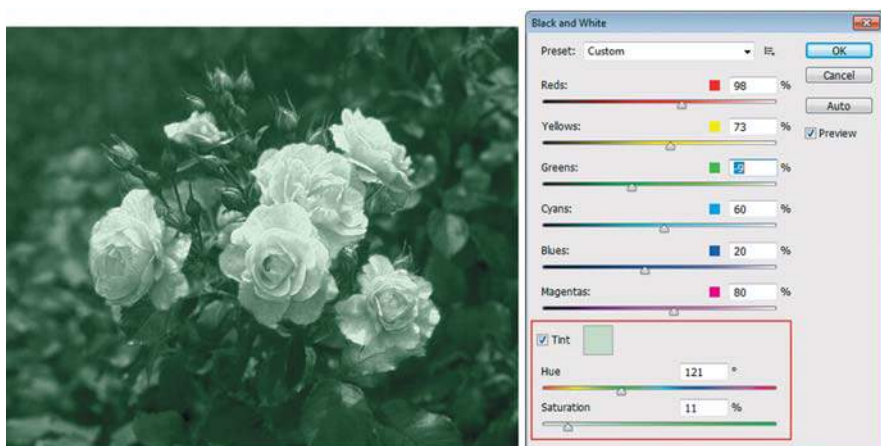 Black and White
Preset: Custom
OK
Cancel
Auto
Preview
Reds: 98 %
Yellows: 73 %
Greens: -9 %
Cyans: 60 %
Blues: 20 %
Magentas: 80 %
Tint
Hue 121 °
Saturation 11 %